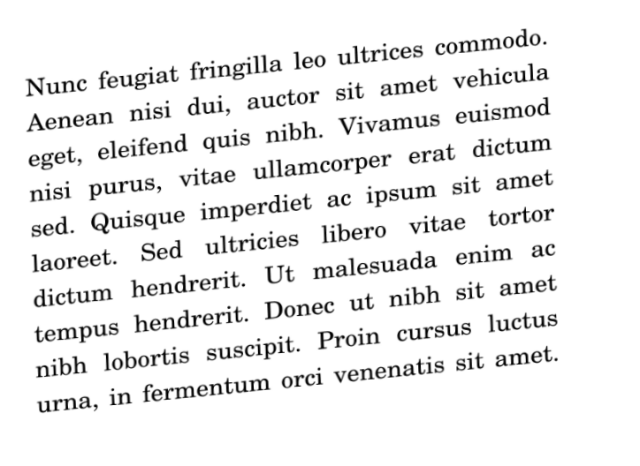 Nunc feugiat fringilla leo ultrices commodo.
Aenean nisi dui, auctor sit amet vehicula
eget, eleifend quis nibh. Vivamus euismod
nisi purus, vitae ullamcorper erat dictum
sed. Quisque imperdiet ac ipsum sit amet
laoreet. Sed ultricies libero vitae tortor
dictum hendrerit. Ut malesuada enim ac
tempus hendrerit. Donec ut nibh sit amet
nibh lobortis suscipit. Proin cursus luctus
urna, in fermentum orci venenatis sit amet.